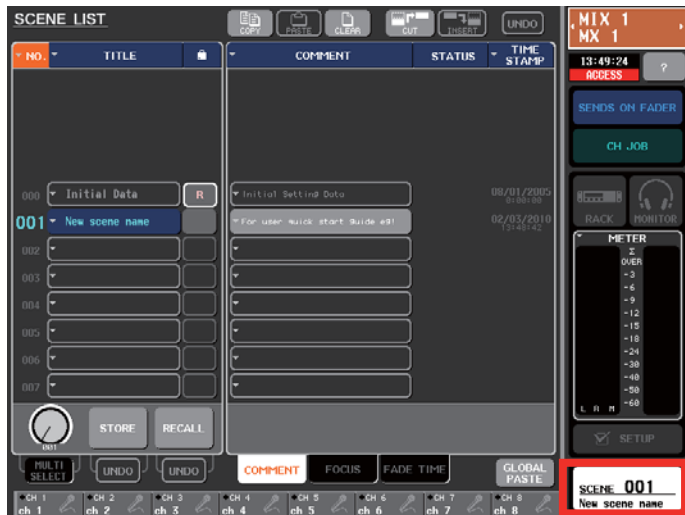 SCENE LIST
COPY PASTE CLEAR CUT INSERT UNDO
MIX 1
MX 1
13:49:24
ACCESS
?
NO. TITLE COMMENT STATUS TIME STAMP
SENDS ON FADER
CH JOB
000 Initial Data R Initial Setting Data 08/01/2005
0:00:00
001 New scene name For user muick start guide eg! 02/03/2010
13:48:42
002
003
004
005
006
007
RACK MONITOR
METER
Σ
OVER
-3
-6
-9
-12
-15
-18
-24
-30
-40
-50
-60
L R M
001
STORE RECALL
SETUP
MULTI SELECT UNDO UNDO COMMENT FOCUS FADE TIME GLOBAL PASTE
SCENE 001
New scene name
CH 1 CH 2 CH 3 CH 4 CH 5 CH 6 CH 7 CH 8
ch 1 ch 2 ch 3 ch 4 ch 5 ch 6 ch 7 ch 8